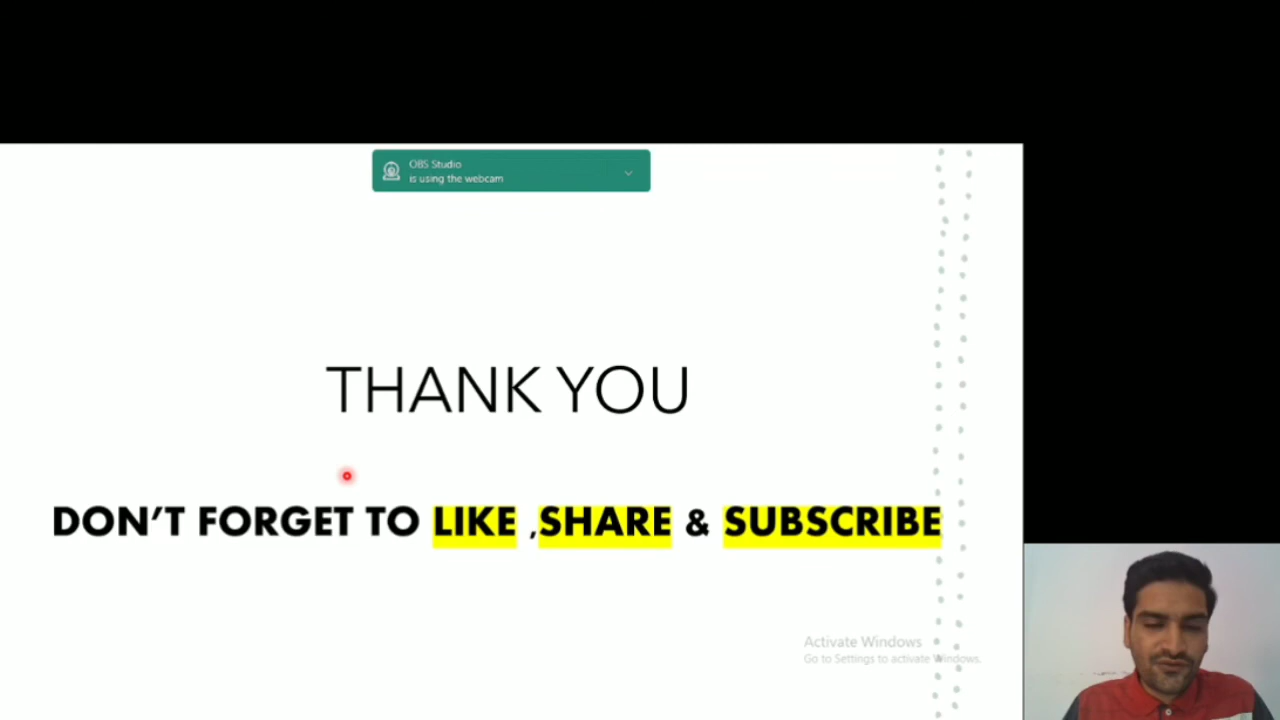 OBS Studio
is using the webcam
THANK YOU
DON’T FORGET TO LIKE ,SHARE & SUBSCRIBE
Activate Windows
Go to Settings to activate Windows.